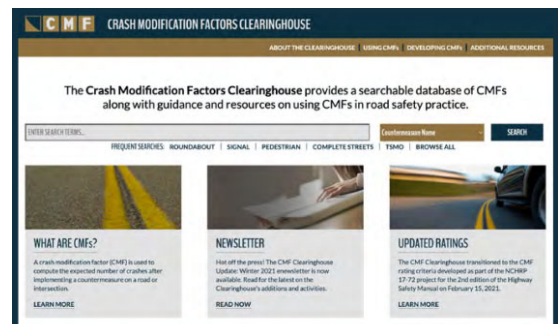 CMF CRASH MODIFICATION FACTORS CLEARINGHOUSE
ABOUT THE CLEARINGHOUSE | USING CMFs | DEVELOPING CMFs | ADDITIONAL RESOURCES
The Crash Modification Factors Clearinghouse provides a searchable database of CMFs
along with guidance and resources on using CMFs in road safety practice.
ENTER SEARCH TERMS... Countermeasure Name SEARCH
FREQUENT SEARCHES: ROUNDABOUT | SIGNAL | PEDESTRIAN | COMPLETE STREETS | TSMO | BROWSE ALL
WHAT ARE CMFs?
A crash modification factor (CMF) is used to
compute the expected number of crashes after
implementing a countermeasure on a road or
intersection.
LEARN MORE
NEWSLETTER
Hot off the press! The CMF Clearinghouse
Update: Winter 2021 enewsletter is now
available. Read for the latest on the
Clearinghouse's additions and activities.
READ NOW
UPDATED RATINGS
The CMF Clearinghouse transitioned to the CMF
rating criteria developed as part of the NCHRP
17-72 project for the 2nd edition of the Highway
Safety Manual on February 15, 2021.
LEARN MORE